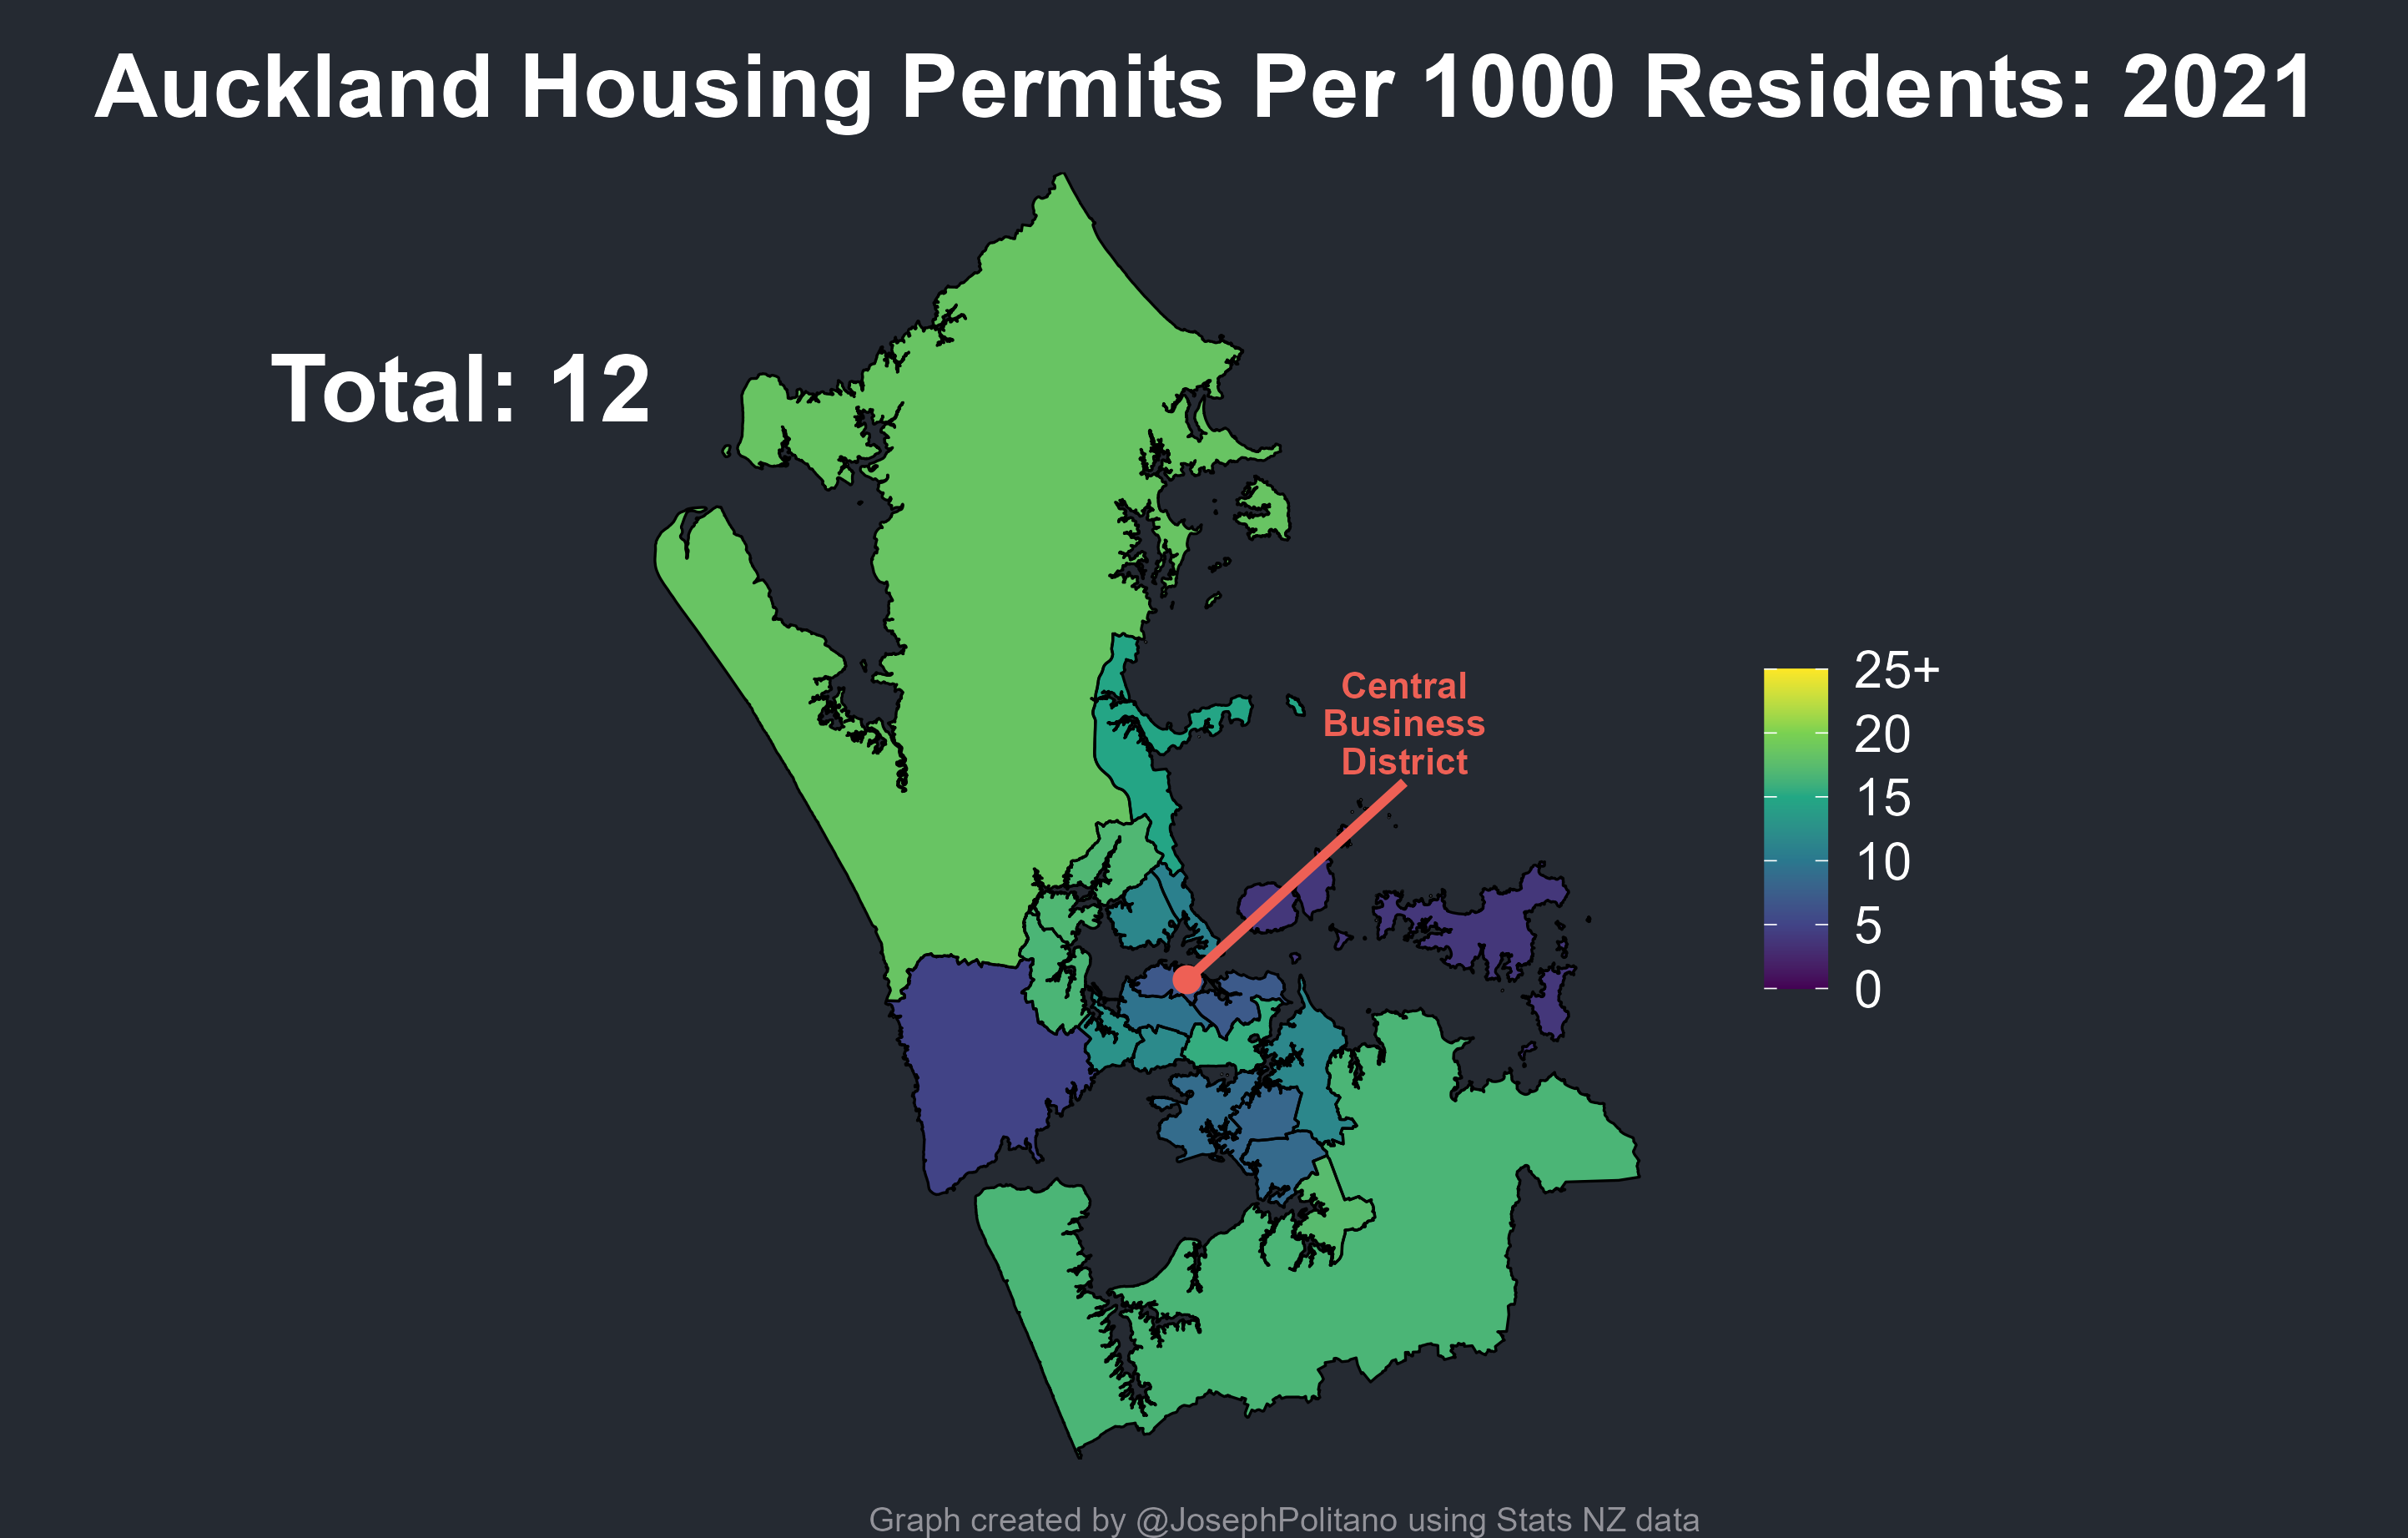 Auckland Housing Permits Per 1000 Residents: 2021
Total: 12
Central
Business
District
25+
20
15
10
5
0
Graph created by @JosephPolitano using Stats NZ data